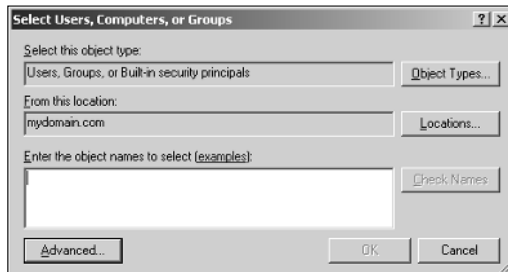 Select Users, Computers, or Groups
Select this object type:
Users, Groups, or Built-in security principals
Object Types...
From this location:
mydomain.com
Locations...
Enter the object names to select (examples):
Check Names
Advanced...
OK
Cancel